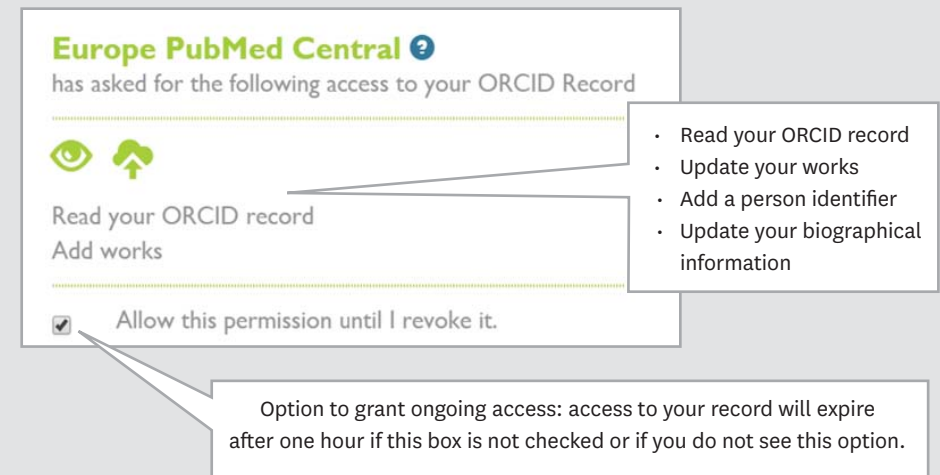 Europe PubMed Central ?
has asked for the following access to your ORCID Record
Read your ORCID record
Add works
Allow this permission until I revoke it.
• Read your ORCID record
• Update your works
• Add a person identifier
• Update your biographical
information
Option to grant ongoing access: access to your record will expire
after one hour if this box is not checked or if you do not see this option.